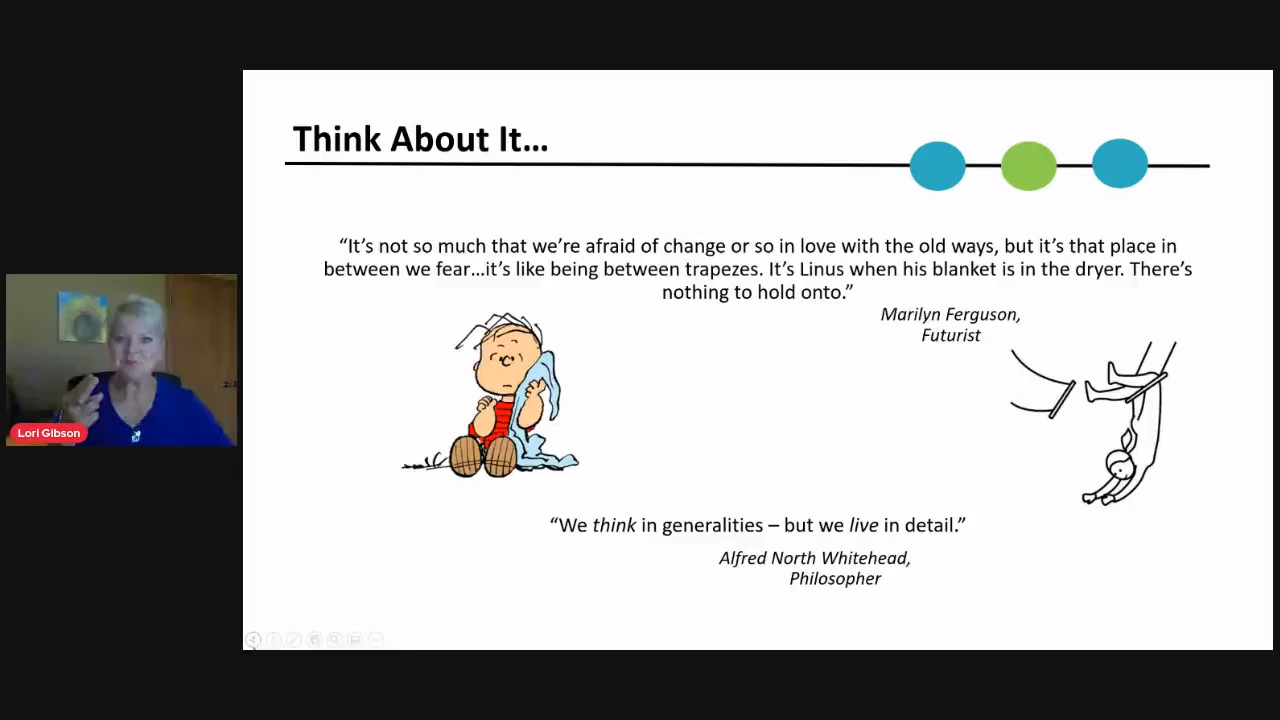 Think About It...
“It’s not so much that we’re afraid of change or so in love with the old ways, but it’s that place in
between we fear...it’s like being between trapezes. It’s Linus when his blanket is in the dryer. There’s
nothing to hold onto.”
Marilyn Ferguson,
Futurist
Lori Gibson
“We think in generalities – but we live in detail.”
Alfred North Whitehead,
Philosopher